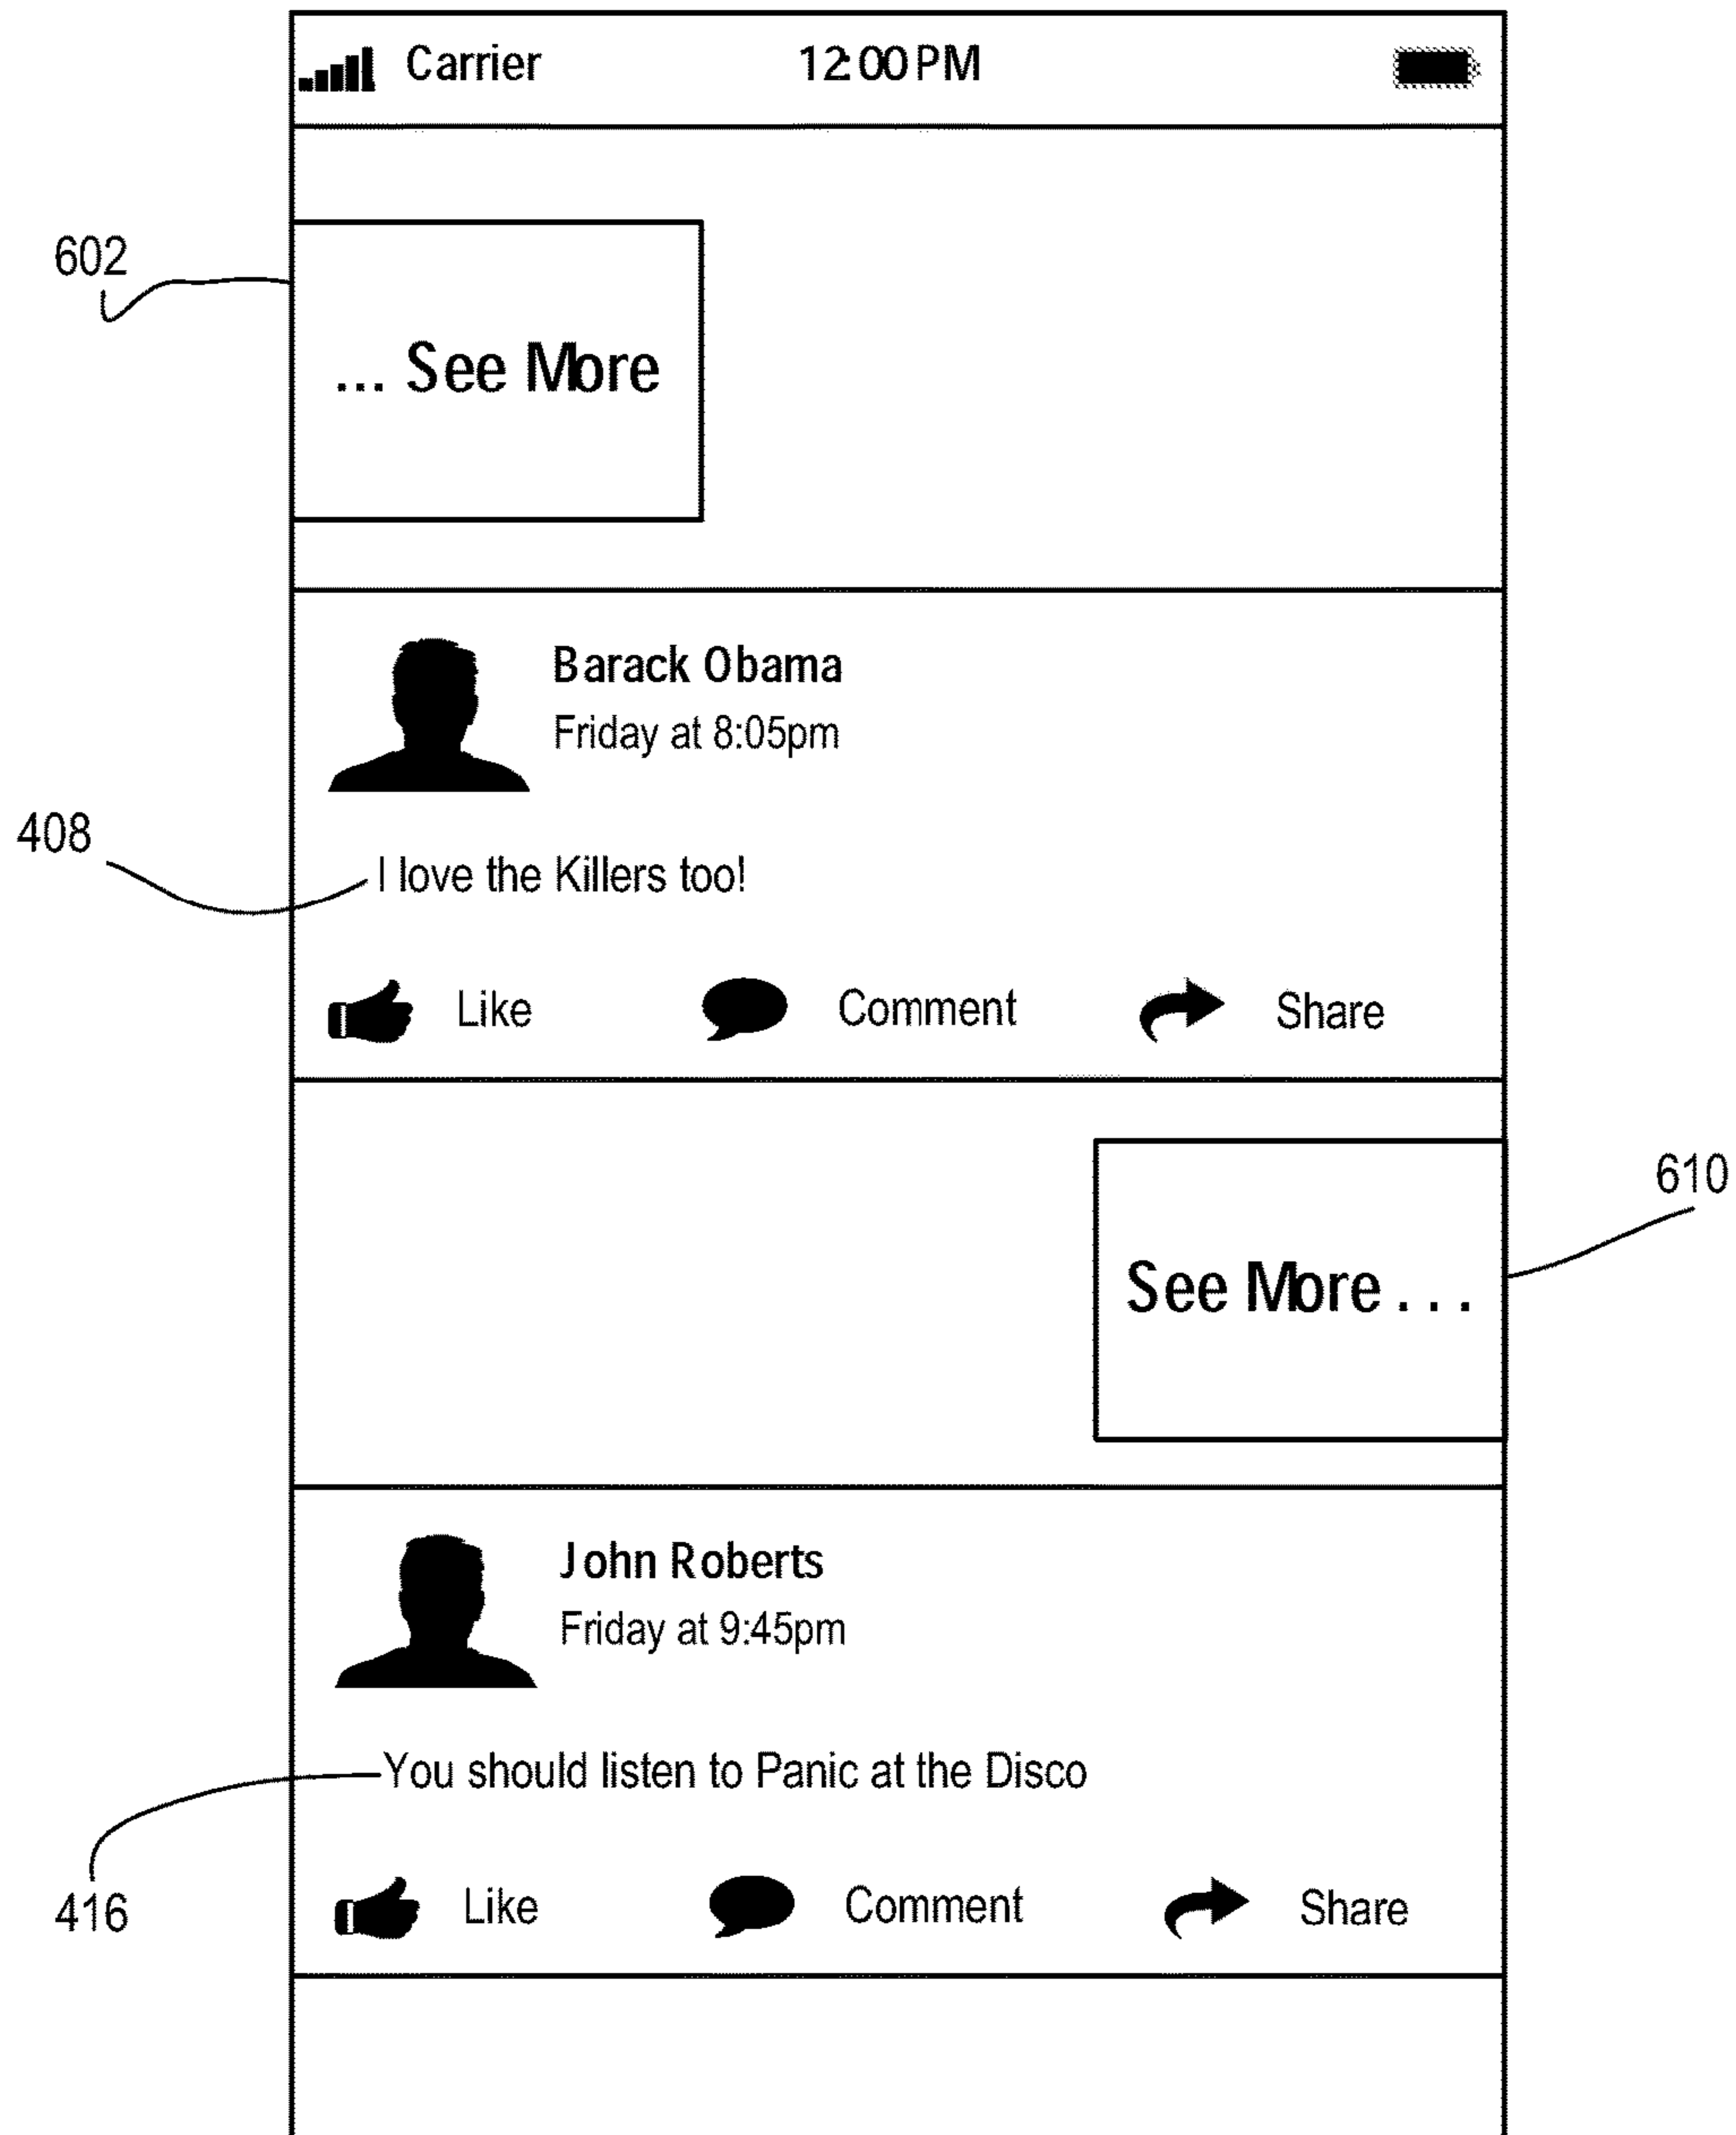 Carrier 12:00PM
602
... See More
Barack Obama
Friday at 8:05pm
408
I love the Killers too!
Like Comment Share
610
See More...
John Roberts
Friday at 9:45pm
You should listen to Panic at the Disco
416
Like Comment Share